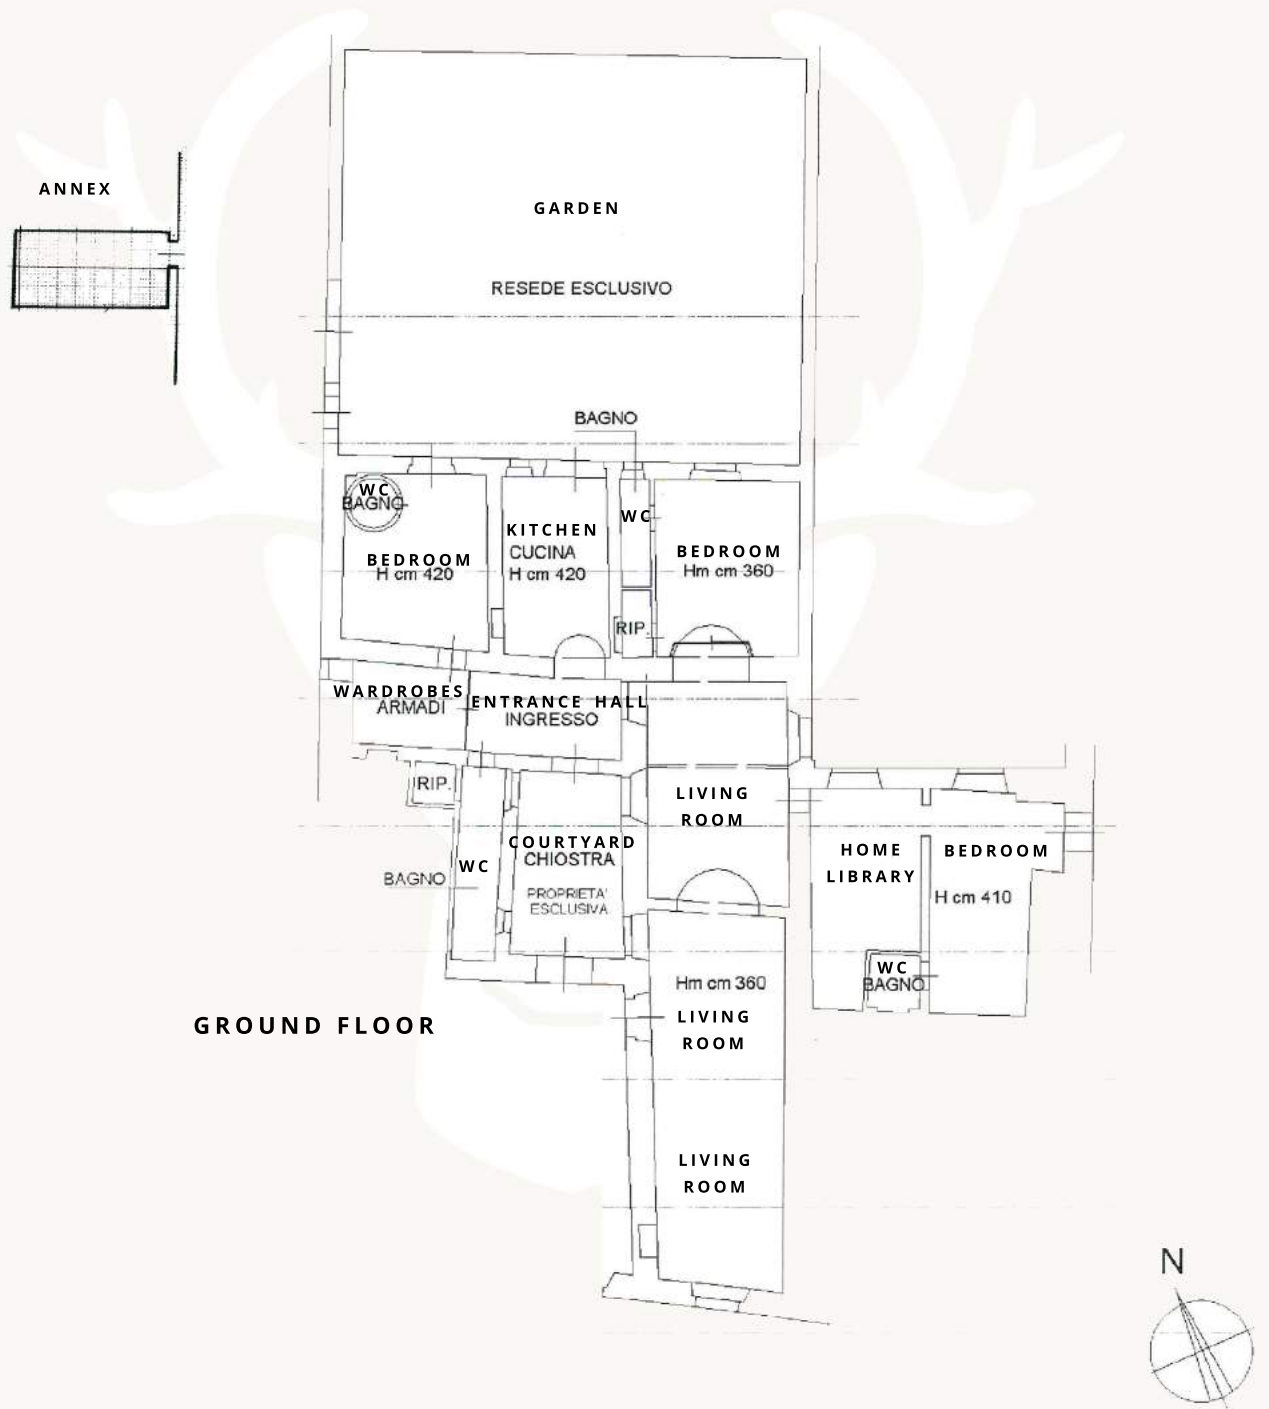 ANNEX
GARDEN
RESEDE ESCLUSIVO
BAGNO
WC
BAGNO
BEDROOM
H cm 420
KITCHEN
CUCINA
H cm 420
WC
RIP.
BEDROOM
Hm cm 360
WARDROBES
ARMADI
ENTRANCE HALL
INGRESSO
RIP.
WC
BAGNO
COURTYARD
CHIOSTRA
PROPRIETA'
ESCLUSIVA
LIVING
ROOM
HOME
LIBRARY
BEDROOM
H cm 410
WC
BAGNO
Hm cm 360
LIVING
ROOM
GROUND FLOOR
LIVING
ROOM
N